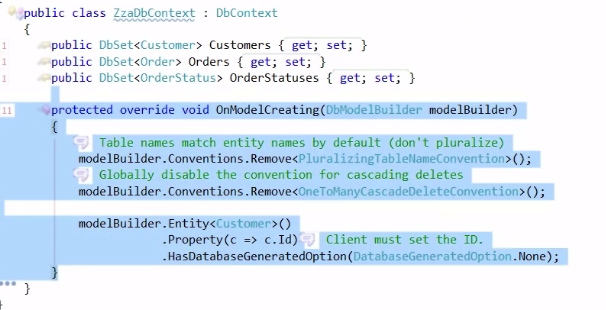 public class ZzaDbContext : DbContext
{
1 public DbSet<Customer> Customers { get; set; }
1 public DbSet<Order> Orders { get; set; }
1 public DbSet<OrderStatus> OrderStatuses { get; set; }
11 protected override void OnModelCreating(DbModelBuilder modelBuilder)
{
Table names match entity names by default (don't pluralize)
modelBuilder.Conventions.Remove<PluralizingTableNameConvention>();
Globally disable the convention for cascading deletes
modelBuilder.Conventions.Remove<OneToManyCascadeDeleteConvention>();
modelBuilder.Entity<Customer>()
.Property(c => c.Id) Client must set the ID.
.HasDatabaseGeneratedOption(DatabaseGeneratedOption.None);
}
}
}